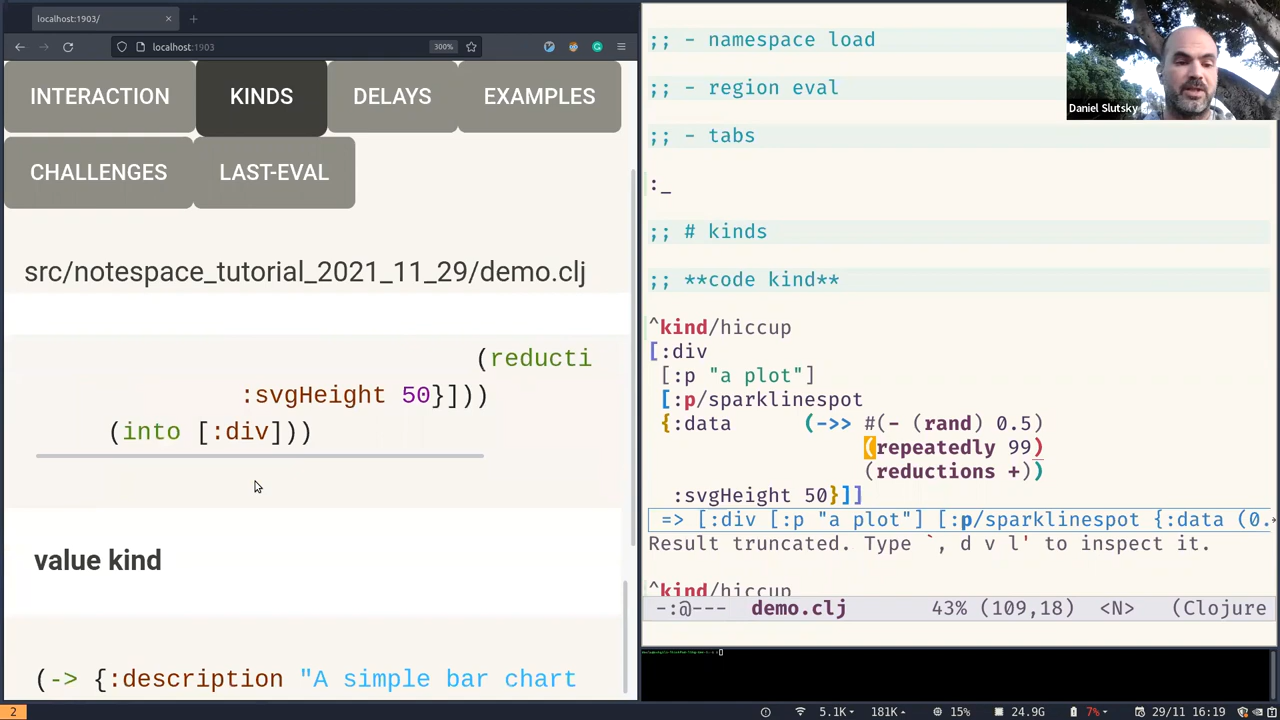 localhost:1903/
localhost:1903
300%
INTERACTION
KINDS
DELAYS
EXAMPLES
CHALLENGES
LAST-EVAL
src/notespace_tutorial_2021_11_29/demo.clj
(reducti
:svgHeight 50}]))
(into [:div]))
value kind
(-> {:description "A simple bar chart
;; - namespace load
;; - region eval
;; - tabs
:_
;; # kinds
;; **code kind**
^kind/hiccup
[:div
[:p "a plot"]
[:p/sparklinespot
{:data (->> #(- (rand) 0.5)
(repeatedly 99)
(reductions +))
:svgHeight 50}]]
=> [:div [:p "a plot"] [:p/sparklinespot {:data (0.
Result truncated. Type `, d v l' to inspect it.
^kind/hiccup
-:@--- demo.clj 43% (109,18) <N> (Clojure
Daniel Slutsky
2
5.1K
181K
15%
24.9G
7%
29/11 16:19